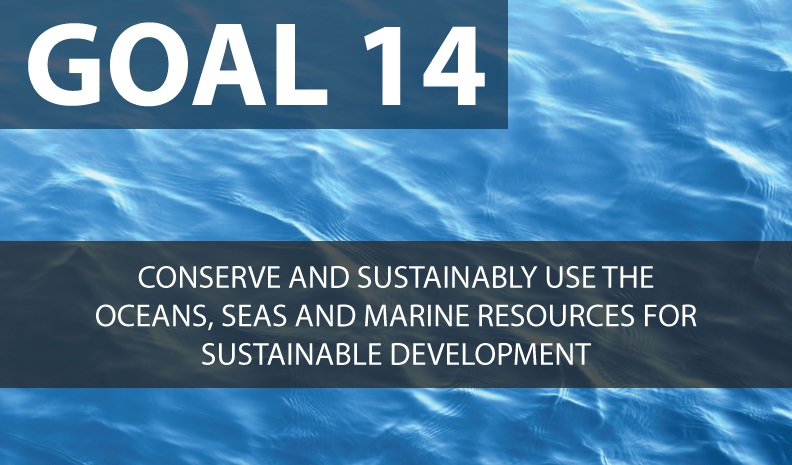 GOAL 14
CONSERVE AND SUSTAINABLY USE THE
OCEANS, SEAS AND MARINE RESOURCES FOR
SUSTAINABLE DEVELOPMENT